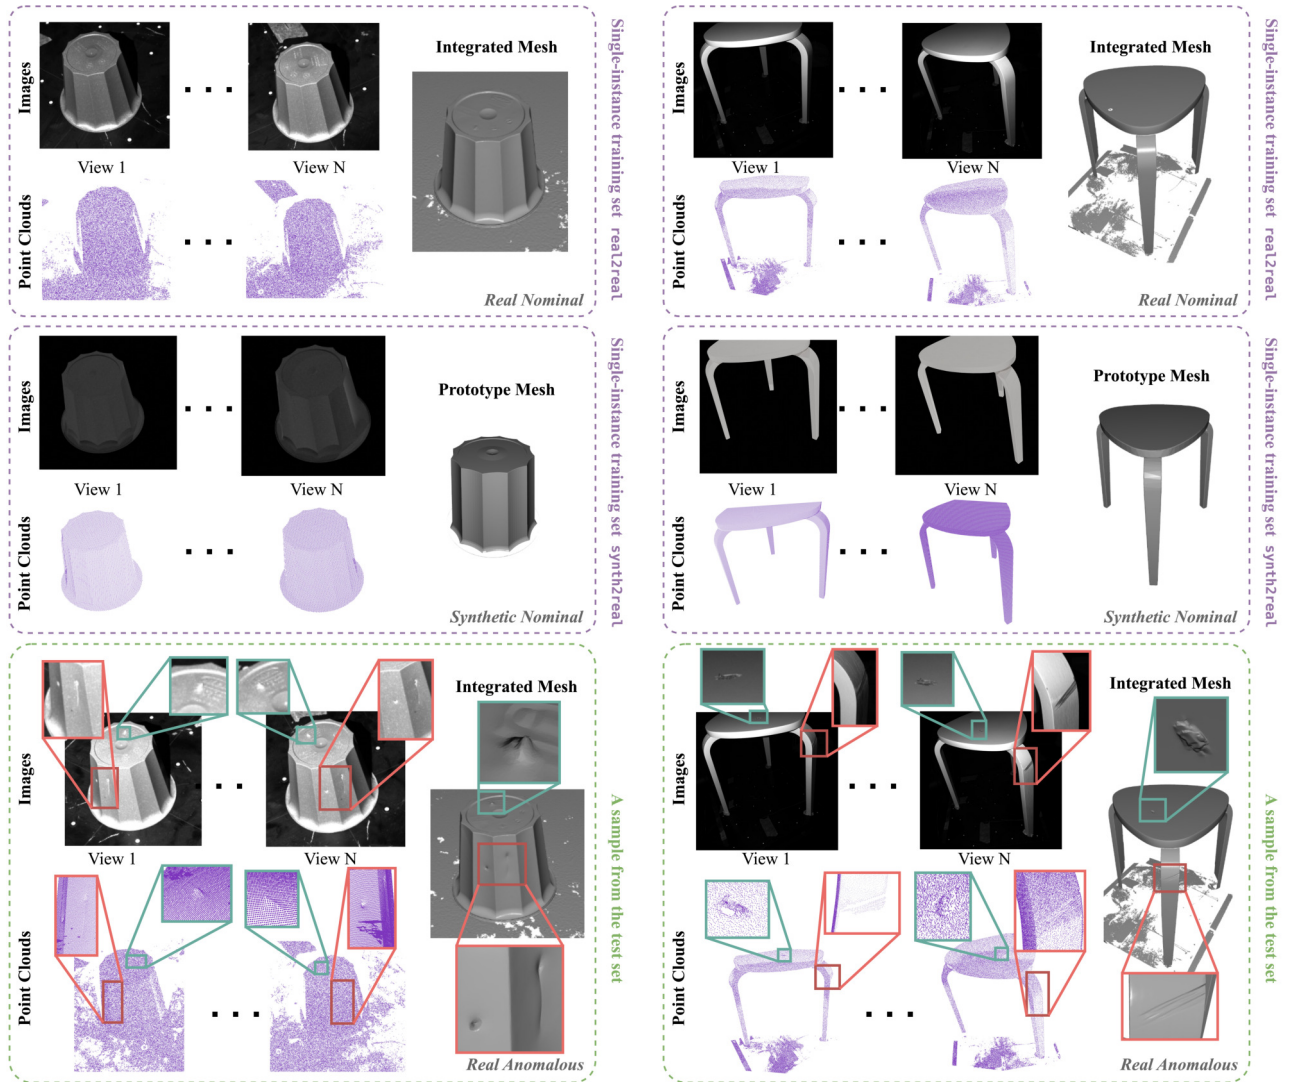 Images
View 1
View N
Point Clouds
Integrated Mesh
Real Nominal
Single-instance training set real2real
Images
View 1
View N
Point Clouds
Integrated Mesh
Real Nominal
Single-instance training set real2real
Images
View 1
View N
Point Clouds
Prototype Mesh
Synthetic Nominal
Single-instance training set synth2real
Images
View 1
View N
Point Clouds
Prototype Mesh
Synthetic Nominal
Single-instance training set synth2real
Images
View 1
View N
Point Clouds
Integrated Mesh
Real Anomalous
A sample from the test set
Images
View 1
View N
Point Clouds
Integrated Mesh
Real Anomalous
A sample from the test set